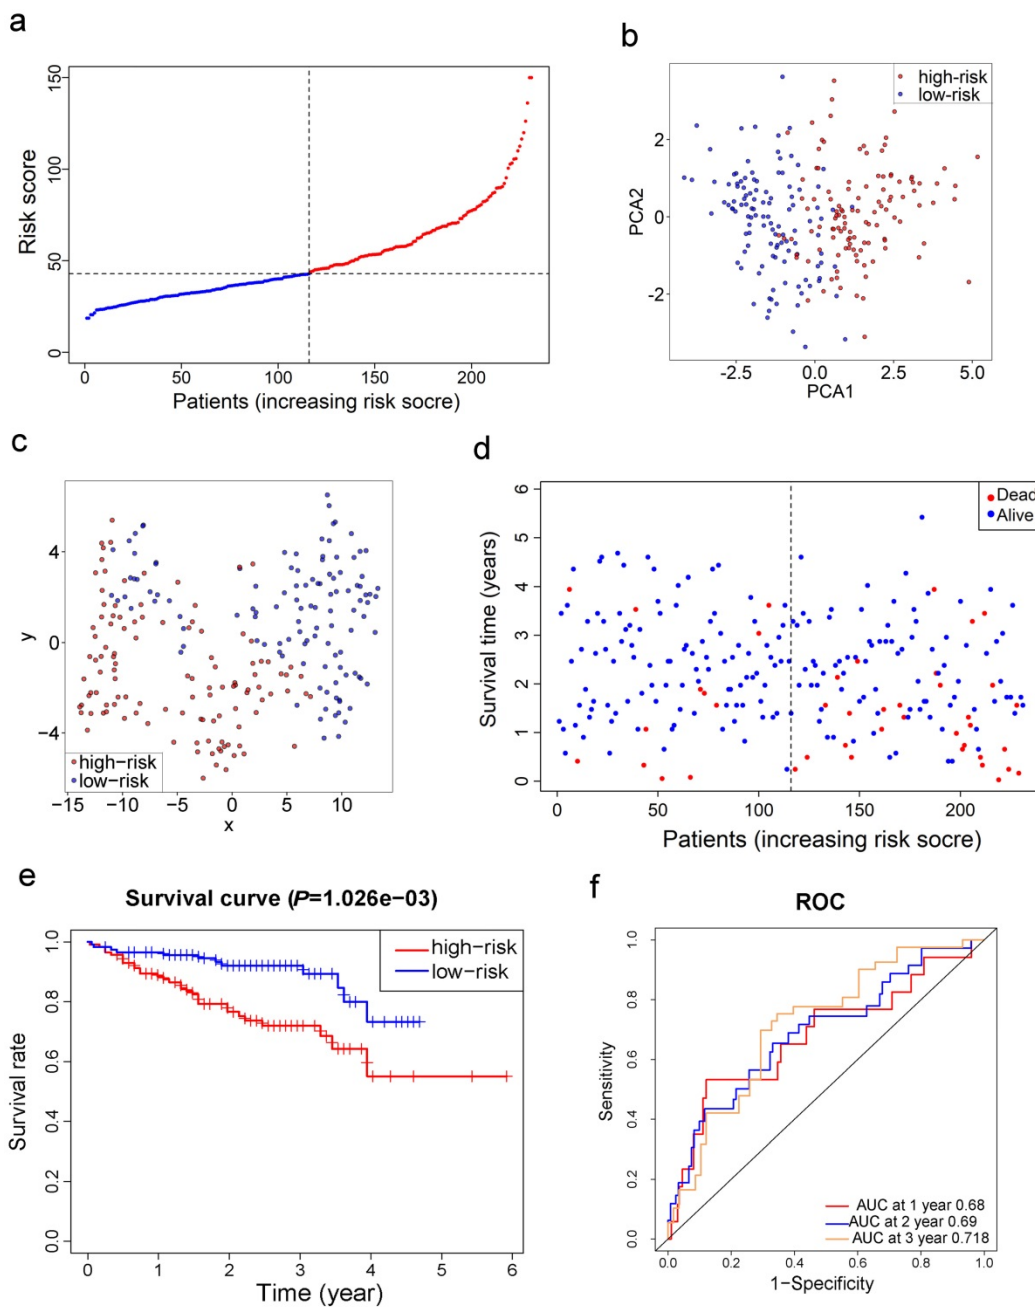 a
150
100
50
0
Risk score
0 50 100 150 200
Patients (increasing risk socre)
b
high-risk
low-risk
2
0
-2
PCA2
-2.5 0.0 2.5 5.0
PCA1
c
4
0
−4
y
high−risk
low−risk
−15 −10 −5 0 5 10
x
d
Dead
Alive
6
5
4
3
2
1
0
Survival time (years)
50 100 150 200
0
Patients (increasing risk socre)
e
Survival curve (P=1.026e−03)
high−risk
low−risk
1.0
0.8
0.6
0.4
0.2
0.0
Survival rate
0 1 2 3 4 5 6
Time (year)
f
ROC
1.0
0.8
0.6
0.4
0.2
0.0
Sensitivity
AUC at 1 year 0.68
AUC at 2 year 0.69
AUC at 3 year 0.718
0.0 0.2 0.4 0.6 0.8 1.0
1−Specificity